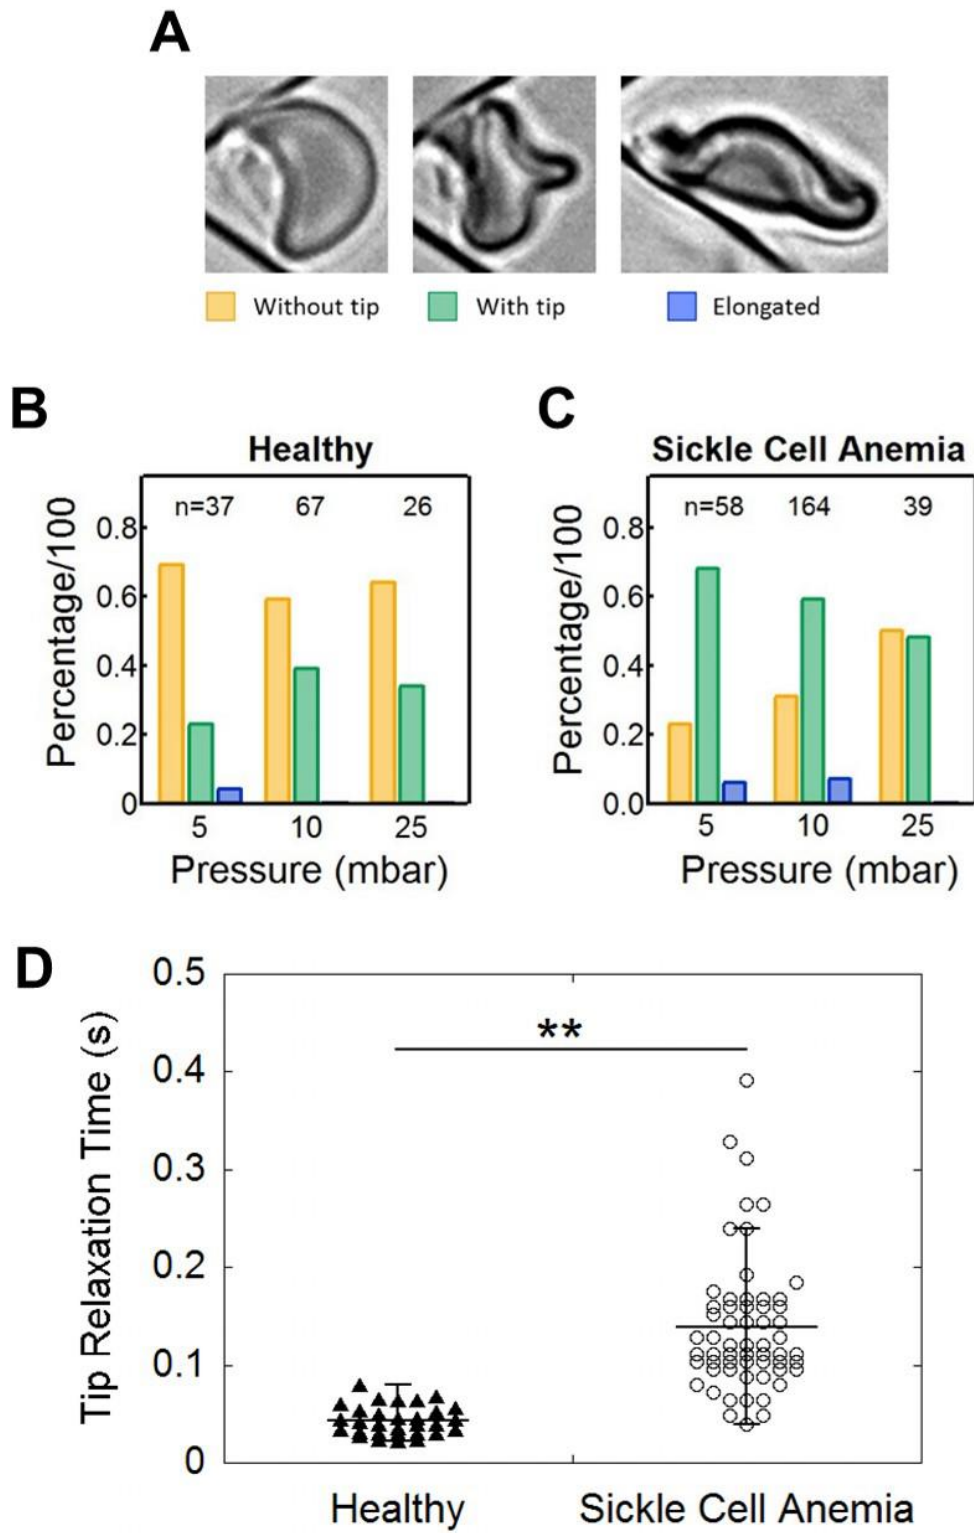 A
Without tip
With tip
Elongated
B
Healthy
n=37 67 26
Percentage/100
0.8
0.6
0.4
0.2
0
5 10 25
Pressure (mbar)
C
Sickle Cell Anemia
n=58 164 39
Percentage/100
0.8
0.6
0.4
0.2
0.0
5 10 25
Pressure (mbar)
D
**
Tip Relaxation Time (s)
0.5
0.4
0.3
0.2
0.1
0
Healthy Sickle Cell Anemia